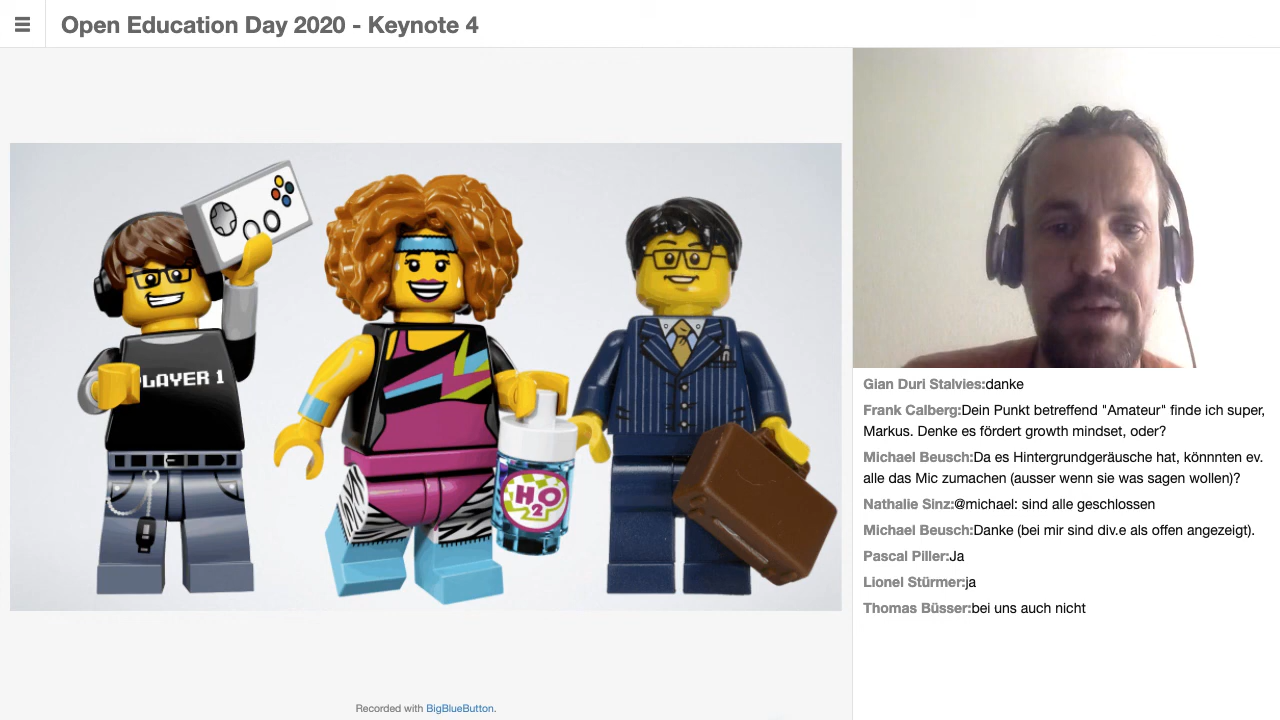 Open Education Day 2020 - Keynote 4
LAYER 1
H2O
Gian Duri Stalvies:danke
Frank Calberg:Dein Punkt betreffend "Amateur" finde ich super,
Markus. Denke es fördert growth mindset, oder?
Michael Beusch:Da es Hintergrundgeräusche hat, könnnten ev.
alle das Mic zumachen (ausser wenn sie was sagen wollen)?
Nathalie Sinz:@michael: sind alle geschlossen
Michael Beusch:Danke (bei mir sind div.e als offen angezeigt).
Pascal Piller:Ja
Lionel Stürmer:ja
Thomas Büsser:bei uns auch nicht
Recorded with BigBlueButton.